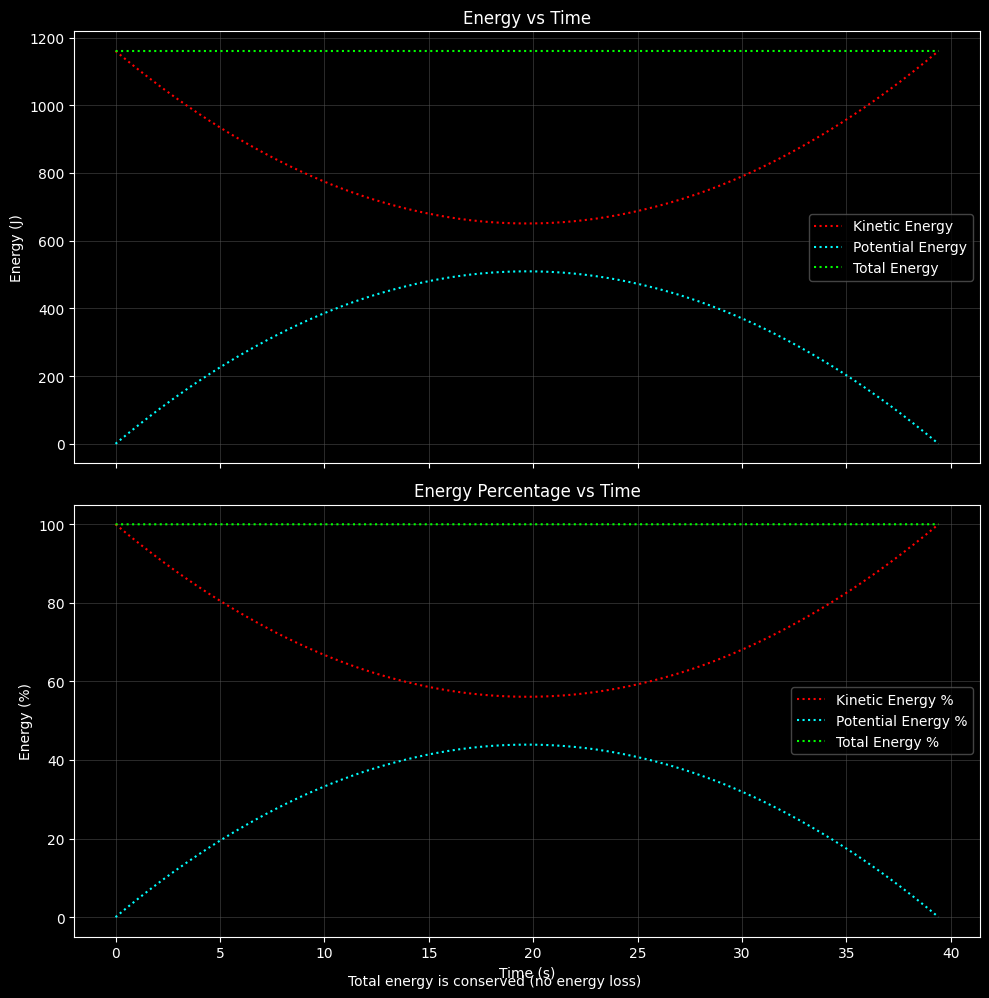 Energy vs Time
1200
1000
800
600
400
200
0
Energy (J)
Kinetic Energy
Potential Energy
Total Energy
Energy Percentage vs Time
100
80
60
40
20
0
Energy (%)
Kinetic Energy %
Potential Energy %
Total Energy %
0 5 10 15 20 25 30 35 40
Time (s)
Total energy is conserved (no energy loss)